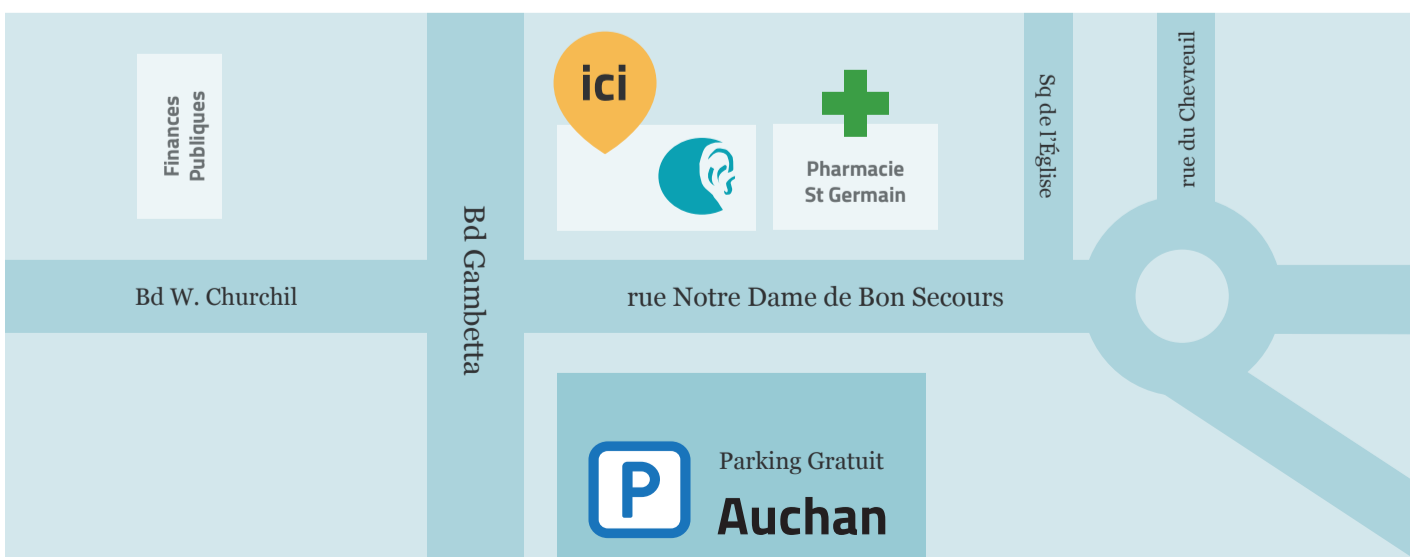 Finances
Publiques
ici
Pharmacie
St Germain
Sq de l'Église
rue du Chevreuil
Bd Gambetta
Bd W. Churchil
rue Notre Dame de Bon Secours
P
Parking Gratuit
Auchan